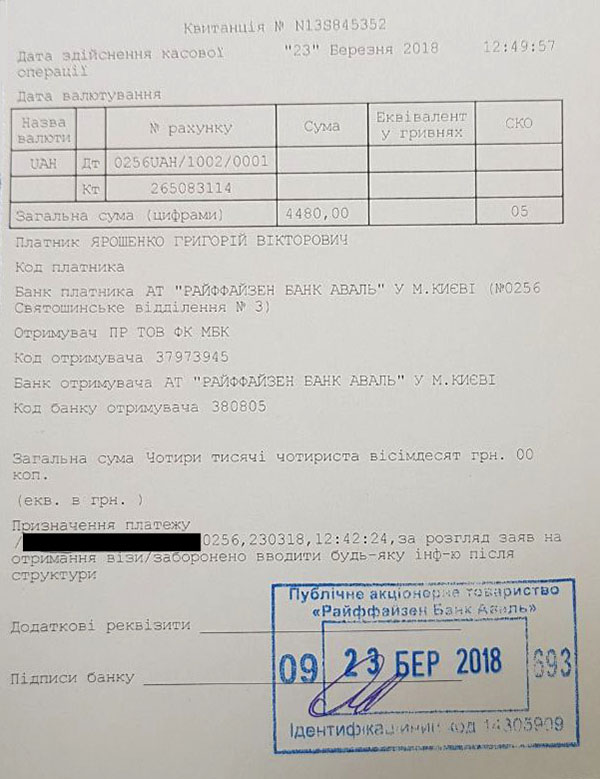 Квитанція № N13S845352
Дата здійснення касової операції "23" Березня 2018 12:49:57
Дата валютування
Назва валюти № рахунку Сума Еквівалент у гривнях СКО
UAH Дт 0256UAH/1002/0001
Кт 265083114
Загальна сума (цифрами) 4480,00 05
Платник ЯРОШЕНКО ГРИГОРІЙ ВІКТОРОВИЧ
Код платника
Банк платника АТ "РАЙФФАЙЗЕН БАНК АВАЛЬ" У М.КИЄВІ (№0256
Святошинське відділення № 3)
Отримувач ПР ТОВ ФК МБК
Код отримувача 37973945
Банк отримувача АТ "РАЙФФАЙЗЕН БАНК АВАЛЬ" У М.КИЄВІ
Код банку отримувача 380805
Загальна сума Чотири тисячі чотириста вісімдесят грн. 00
коп.
(екв. в грн. )
Призначення платежу
/0256,230318,12:42:24,за розгляд заяв на
отримання візи/заборонено вводити будь-яку інф-ю після
структури
Додаткові реквізити
Підписи банку
Публічне акціонерне товариство
«Райффайзен Банк Аваль»
09 23 БЕР 2018 693
Ідентифікаційний код 14305909